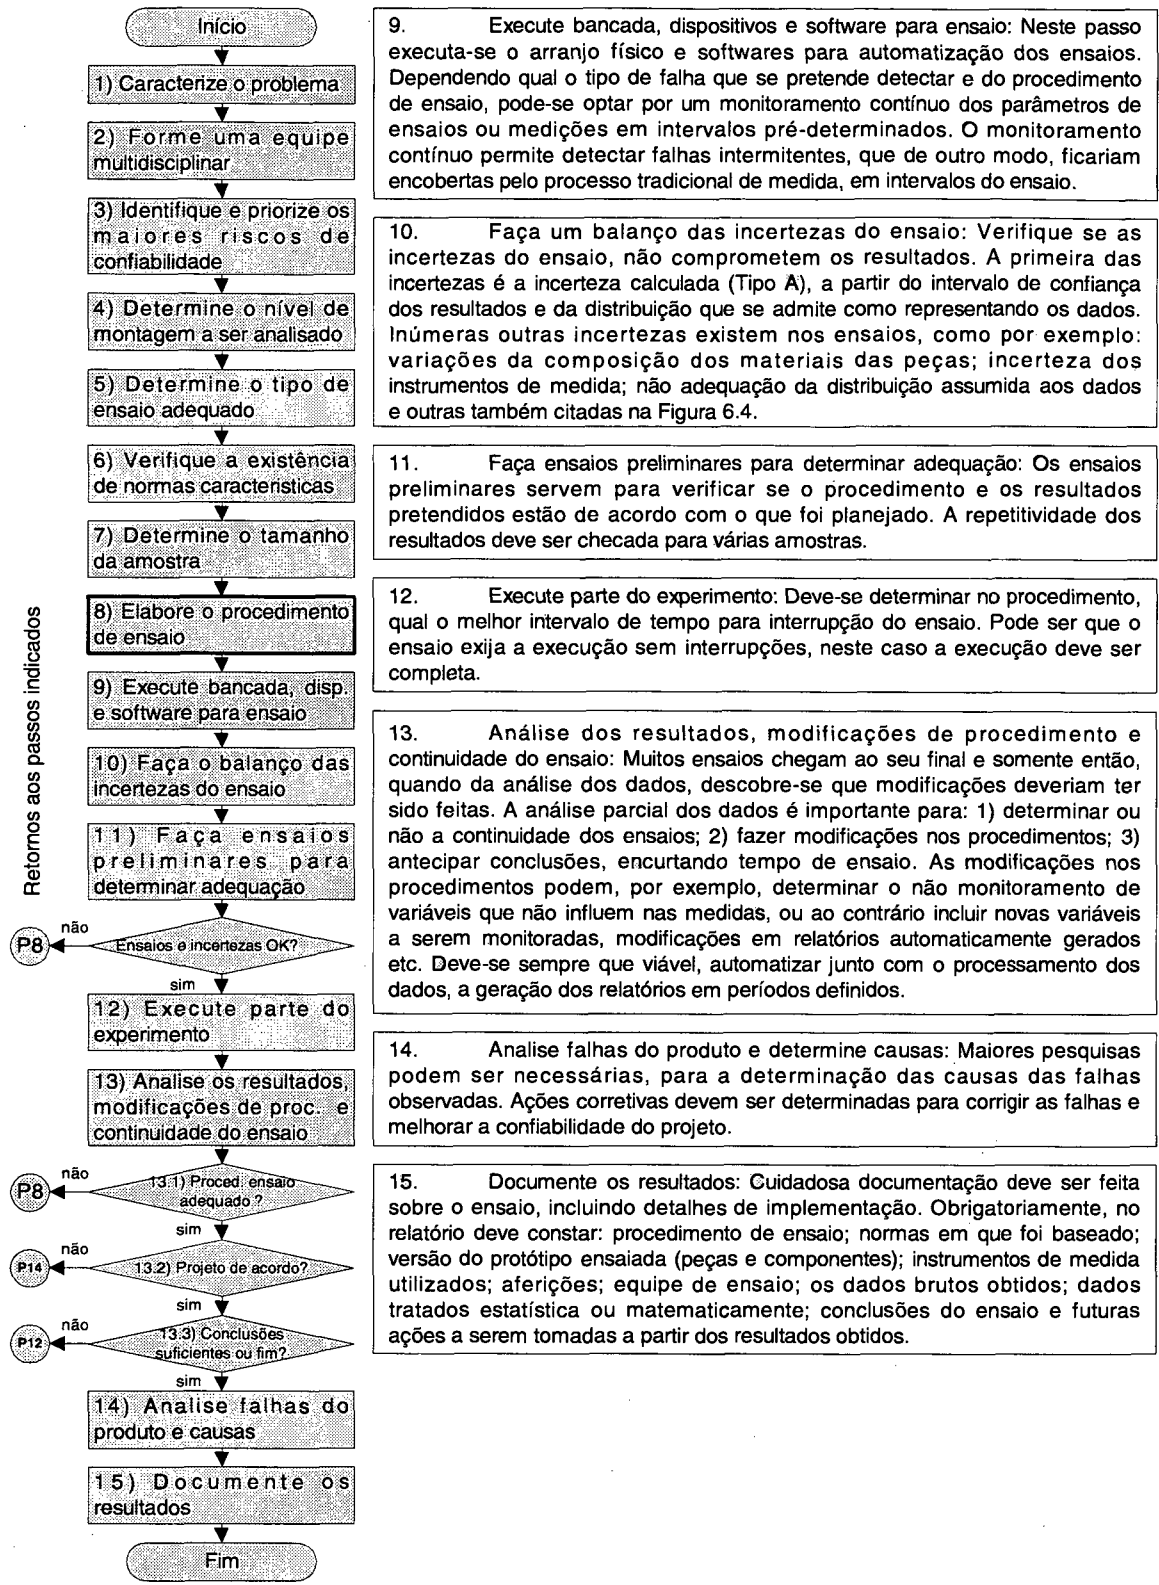 Início
1) Caracterize o problema
2) Forme uma equipe
multidisciplinar
3) Identifique e priorize os
maiores riscos de
confiabilidade
4) Determine o nível de
montagem a ser analisado
5) Determine o tipo de
ensaio adequado
6) Verifique a existência
de normas características
7) Determine o tamanho
da amostra
8) Elabore o procedimento
de ensaio
9) Execute bancada, disp.
e software para ensaio
10) Faça o balanço das
incertezas do ensaio
11) Faça ensaios
preliminares para
determinar adequação
Retornos aos passos indicados
não
P8
Ensaios e incertezas OK?
sim
12) Execute parte do
experimento
13) Analise os resultados,
modificações de proc. e
continuidade do ensaio
não
P8
13.1) Proced. ensaio
adequado ?
sim
não
P14
13.2) Projeto de acordo?
sim
não
P12
13.3) Conclusões
suficientes ou fim?
sim
14) Analise falhas do
produto e causas
15) Documente os
resultados
Fim
9. Execute bancada, dispositivos e software para ensaio: Neste passo
executa-se o arranjo físico e softwares para automatização dos ensaios.
Dependendo qual o tipo de falha que se pretende detectar e do procedimento
de ensaio, pode-se optar por um monitoramento contínuo dos parâmetros de
ensaios ou medições em intervalos pré-determinados. O monitoramento
contínuo permite detectar falhas intermitentes, que de outro modo, ficariam
encobertas pelo processo tradicional de medida, em intervalos do ensaio.
10. Faça um balanço das incertezas do ensaio: Verifique se as
incertezas do ensaio, não comprometem os resultados. A primeira das
incertezas é a incerteza calculada (Tipo A), a partir do intervalo de confiança
dos resultados e da distribuição que se admite como representando os dados.
Inúmeras outras incertezas existem nos ensaios, como por exemplo:
variações da composição dos materiais das peças; incerteza dos
instrumentos de medida; não adequação da distribuição assumida aos dados
e outras também citadas na Figura 6.4.
11. Faça ensaios preliminares para determinar adequação: Os ensaios
preliminares servem para verificar se o procedimento e os resultados
pretendidos estão de acordo com o que foi planejado. A repetitividade dos
resultados deve ser checada para várias amostras.
12. Execute parte do experimento: Deve-se determinar no procedimento,
qual o melhor intervalo de tempo para interrupção do ensaio. Pode ser que o
ensaio exija a execução sem interrupções, neste caso a execução deve ser
completa.
13. Análise dos resultados, modificações de procedimento e
continuidade do ensaio: Muitos ensaios chegam ao seu final e somente então,
quando da análise dos dados, descobre-se que modificações deveriam ter
sido feitas. A análise parcial dos dados é importante para: 1) determinar ou
não a continuidade dos ensaios; 2) fazer modificações nos procedimentos; 3)
antecipar conclusões, encurtando tempo de ensaio. As modificações nos
procedimentos podem, por exemplo, determinar o não monitoramento de
variáveis que não influem nas medidas, ou ao contrário incluir novas variáveis
a serem monitoradas, modificações em relatórios automaticamente gerados
etc. Deve-se sempre que viável, automatizar junto com o processamento dos
dados, a geração dos relatórios em períodos definidos.
14. Analise falhas do produto e determine causas: Maiores pesquisas
podem ser necessárias, para a determinação das causas das falhas
observadas. Ações corretivas devem ser determinadas para corrigir as falhas e
melhorar a confiabilidade do projeto.
15. Documente os resultados: Cuidadosa documentação deve ser feita
sobre o ensaio, incluindo detalhes de implementação. Obrigatoriamente, no
relatório deve constar: procedimento de ensaio; normas em que foi baseado;
versão do protótipo ensaiada (peças e componentes); instrumentos de medida
utilizados; aferições; equipe de ensaio; os dados brutos obtidos; dados
tratados estatística ou matematicamente; conclusões do ensaio e futuras
ações a serem tomadas a partir dos resultados obtidos.